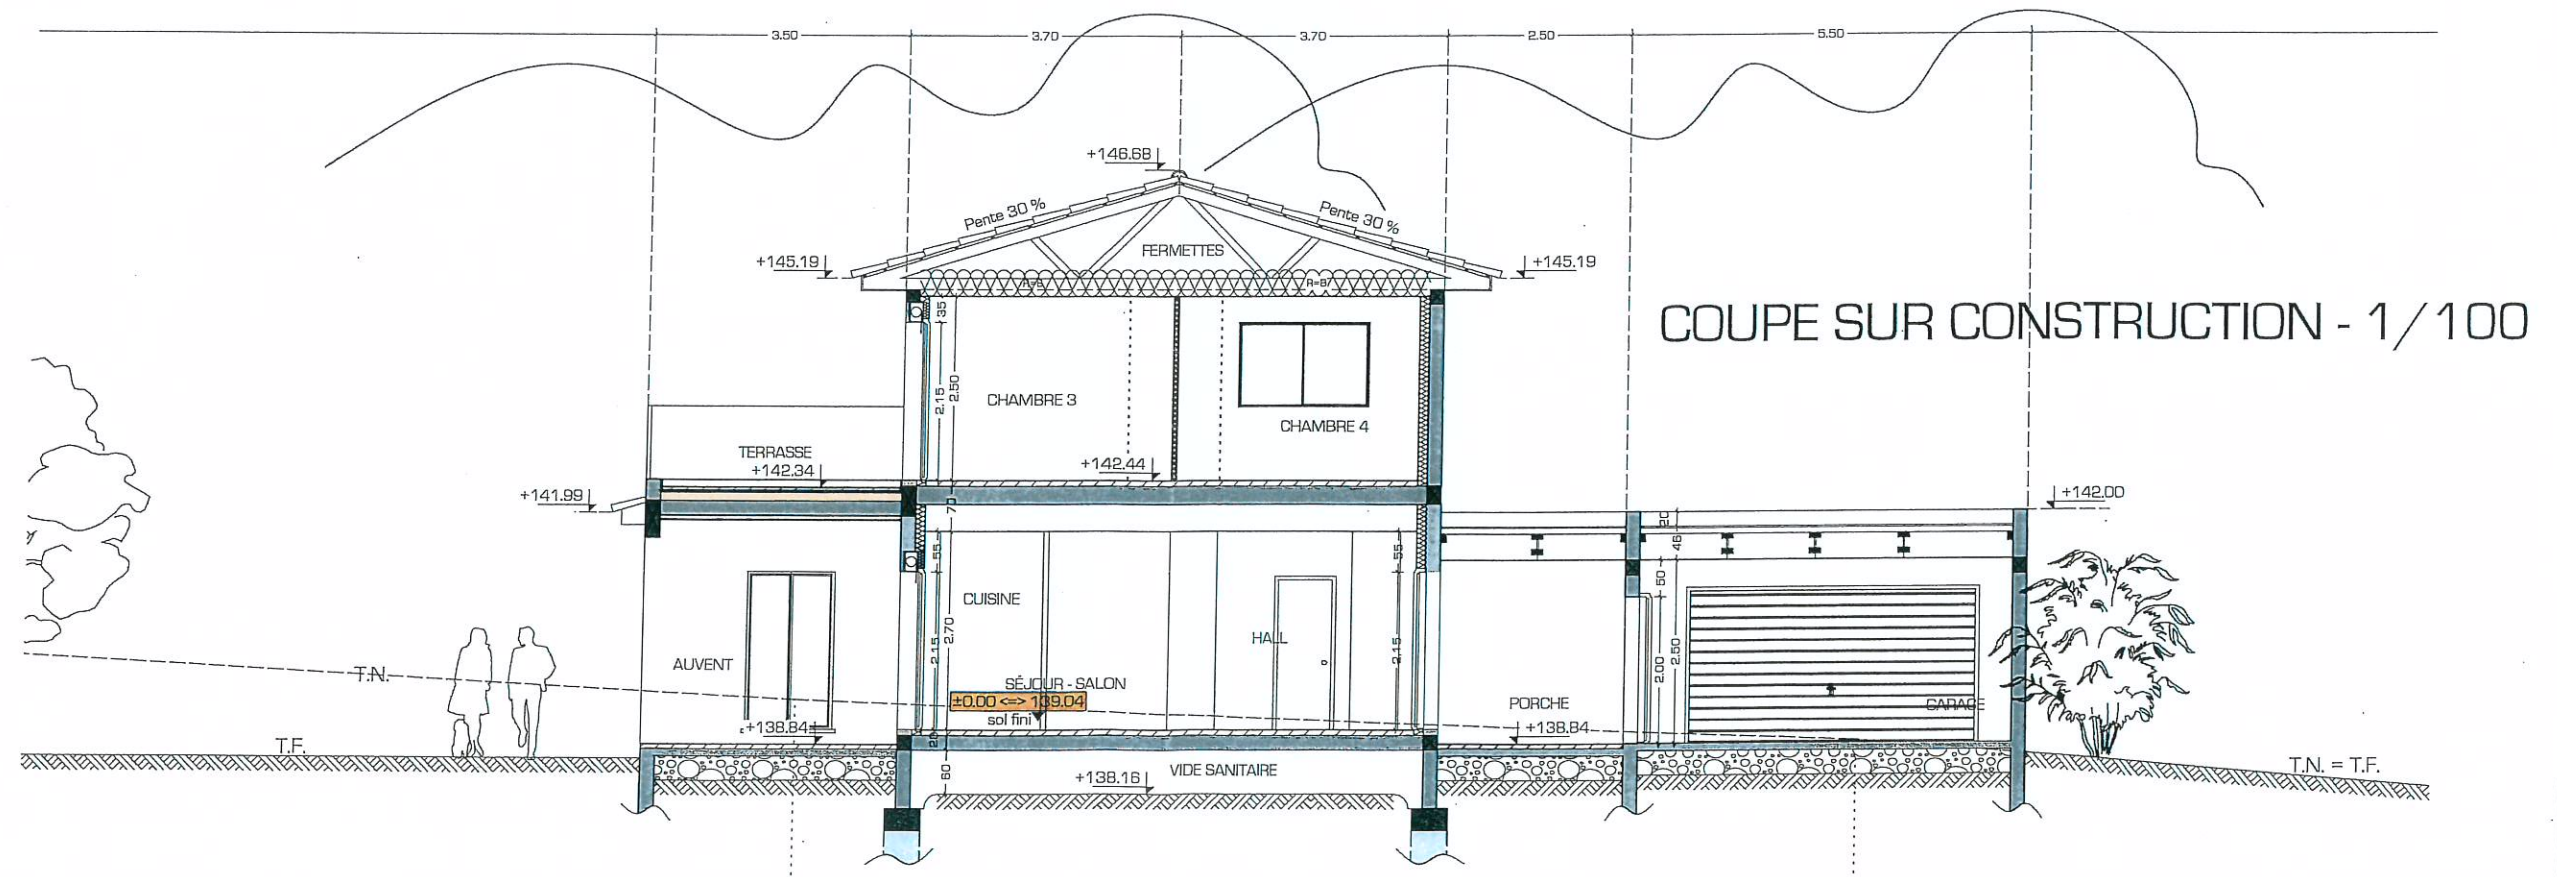 3.50 3.70 3.70 2.50 5.50
+146.68
Pente 30 % Pente 30 %
FERMETTES
+145.19 +145.19
R=8 R=8
35
COUPE SUR CONSTRUCTION - 1/100
2.15 2.50
CHAMBRE 3
CHAMBRE 4
TERRASSE
+142.34 +142.44
+141.99 +142.00
70 20
55 55 46
50
CUISINE
2.15 2.70 HALL 2.15 2.00 2.50
AUVENT
T.N.
SÉJOUR - SALON
±0.00 <=> 139.04
sol fini
PORCHE GARAGE
+138.84 +138.84
T.F. 20
60 +138.16 VIDE SANITAIRE
T.N. = T.F.